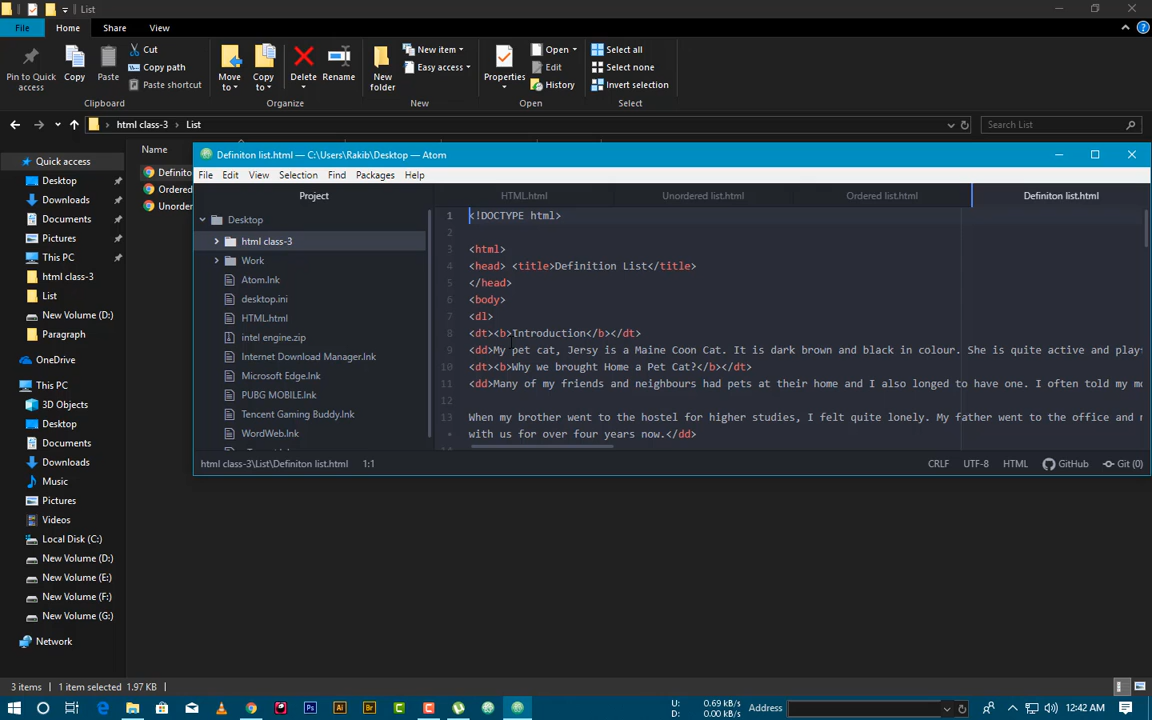 List
File Home Share View
Pin to Quick access
Copy
Paste
Cut
Copy path
Paste shortcut
Move to
Copy to
Delete
Rename
New folder
New item
Easy access
Properties
Open
Edit
History
Select all
Select none
Invert selection
Clipboard Organize New Open Select
html class-3 List
Search List
Quick access
Desktop
Downloads
Documents
Pictures
This PC
html class-3
List
New Volume (D:)
Paragraph
OneDrive
This PC
3D Objects
Desktop
Documents
Downloads
Music
Pictures
Videos
Local Disk (C:)
New Volume (D:)
New Volume (E:)
New Volume (F:)
New Volume (G:)
Network
Name
Definito
Ordered
Unorder
Definiton list.html — C:\Users\Rakib\Desktop — Atom
File Edit View Selection Find Packages Help
Project
Desktop
html class-3
Work
Atom.lnk
desktop.ini
HTML.html
intel engine.zip
Internet Download Manager.lnk
Microsoft Edge.lnk
PUBG MOBILE.lnk
Tencent Gaming Buddy.lnk
WordWeb.lnk
HTML.html Unordered list.html Ordered list.html Definiton list.html
1 <!DOCTYPE html>
2
3 <html>
4 <head> <title>Definition List</title>
5 </head>
6 <body>
7 <dl>
8 <dt><b>Introduction</b></dt>
9 <dd>My pet cat, Jersy is a Maine Coon Cat. It is dark brown and black in colour. She is quite active and play
10 <dt><b>Why we brought Home a Pet Cat?</b></dt>
11 <dd>Many of my friends and neighbours had pets at their home and I also longed to have one. I often told my mo
12
13 When my brother went to the hostel for higher studies, I felt quite lonely. My father went to the office and
• with us for over four years now.</dd>
html class-3\List\Definiton list.html 1:1 CRLF UTF-8 HTML GitHub Git (0)
3 items 1 item selected 1.97 KB
U: 0.69 kB/s
D: 0.00 kB/s
Address
12:42 AM